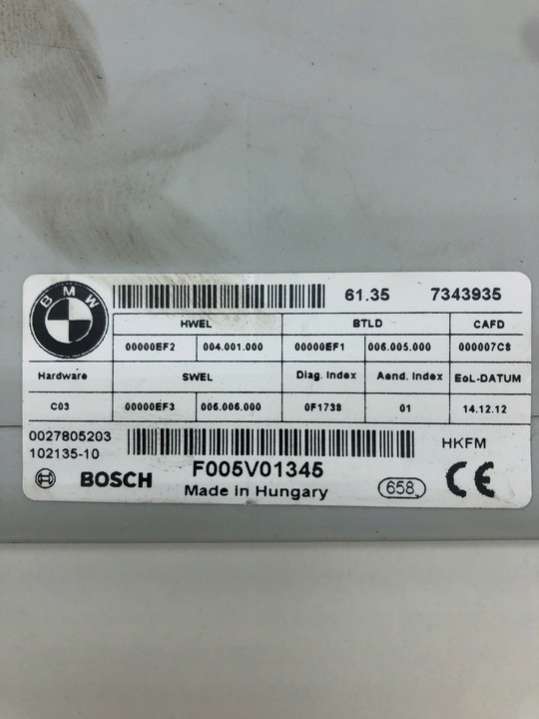 BMW
61.35 7343935
HWEL BTLD CAFD
00000EF2 004.001.000 00000EF1 006.005.000 000007C8
Hardware SWEL Diag. Index Aend. Index EoL-DATUM
C03 00000EF3 006.006.000 0F1738 01 14.12.12
0027805203
102135-10 HKFM
BOSCH F005V01345
Made in Hungary 658 CE